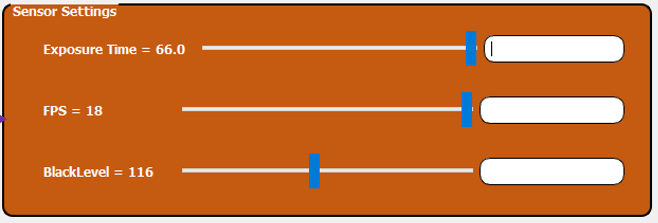 Sensor Settings
Exposure Time = 66.0
FPS = 18
BlackLevel = 116